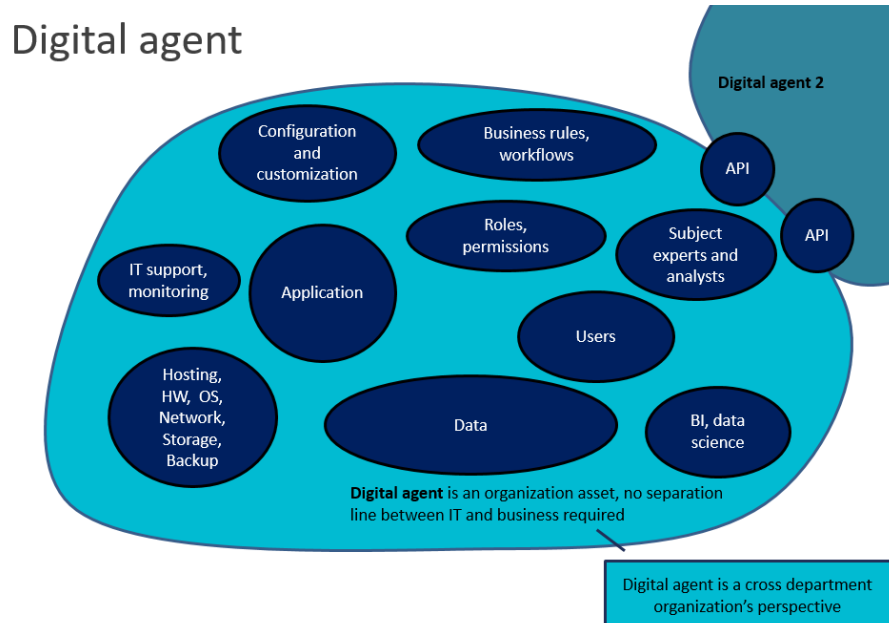 Digital agent
Digital agent 2
Configuration
and
customization
Business rules,
workflows
API
Roles,
permissions
Subject
experts and
analysts
API
IT support,
monitoring
Application
Users
Hosting,
HW, OS,
Network,
Storage,
Backup
Data
BI, data
science
Digital agent is an organization asset, no separation
line between IT and business required
Digital agent is a cross department
organization's perspective